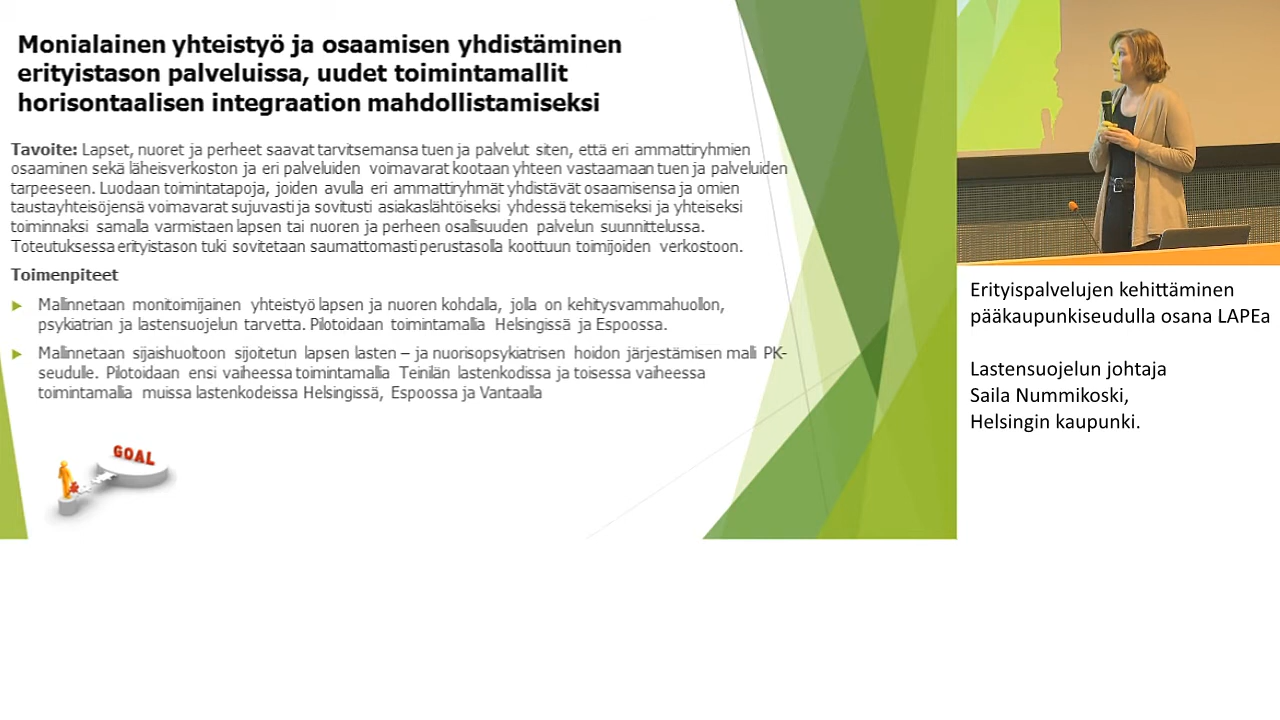 Monialainen yhteistyö ja osaamisen yhdistäminen
erityistason palveluissa, uudet toimintamallit
horisontaalisen integraation mahdollistamiseksi
Tavoite: Lapset, nuoret ja perheet saavat tarvitsemansa tuen ja palvelut siten, että eri ammattiryhmien
osaaminen sekä läheisverkoston ja eri palveluiden voimavarat kootaan yhteen vastaamaan tuen ja palveluiden
tarpeeseen. Luodaan toimintatapoja, joiden avulla eri ammattiryhmät yhdistävät osaamisensa ja omien
taustayhteisöjensä voimavarat sujuvasti ja sovitusti asiakaslähtöiseksi yhdessä tekemiseksi ja yhteiseksi
toiminnaksi samalla varmistaen lapsen tai nuoren ja perheen osallisuuden palvelun suunnittelussa.
Toteutuksessa erityistason tuki sovitetaan saumattomasti perustasolla koottuun toimijoiden verkostoon.
Toimenpiteet
Mallinnetaan monitoimijainen yhteistyö lapsen ja nuoren kohdalla, jolla on kehitysvammahuollon,
psykiatrian ja lastensuojelun tarvetta. Pilotoidaan toimintamallia Helsingissä ja Espoossa.
Mallinnetaan sijaishuoltoon sijoitetun lapsen lasten – ja nuorisopsykiatrisen hoidon järjestämisen malli PK-
seudulle. Pilotoidaan ensi vaiheessa toimintamallia Teinilän lastenkodissa ja toisessa vaiheessa
toimintamallia muissa lastenkodeissa Helsingissä, Espoossa ja Vantaalla
GOAL
Erityispalvelujen kehittäminen
pääkaupunkiseudulla osana LAPEa
Lastensuojelun johtaja
Saila Nummikoski,
Helsingin kaupunki.